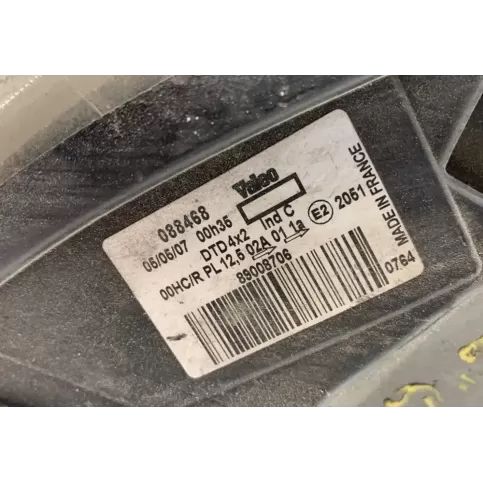 Valeo
088468
05/06/07 00h35 Ind C
DTD 4x2
00HC/R PL 12,5 02A 01 1a E2 2051
89008706
0764
MADE IN FRANCE